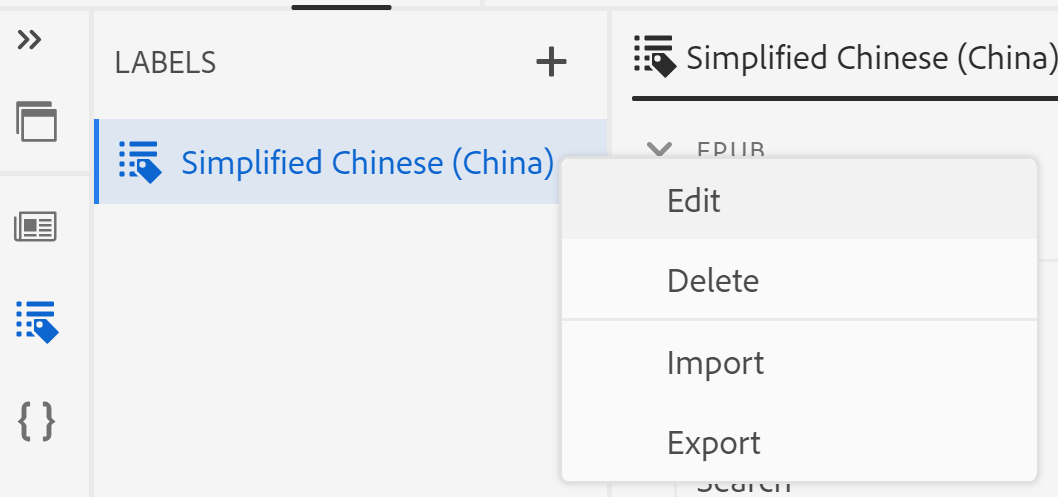 LABELS
Simplified Chinese (China)
Simplified Chinese (China)
EPUB
Edit
Delete
Import
Export
Search